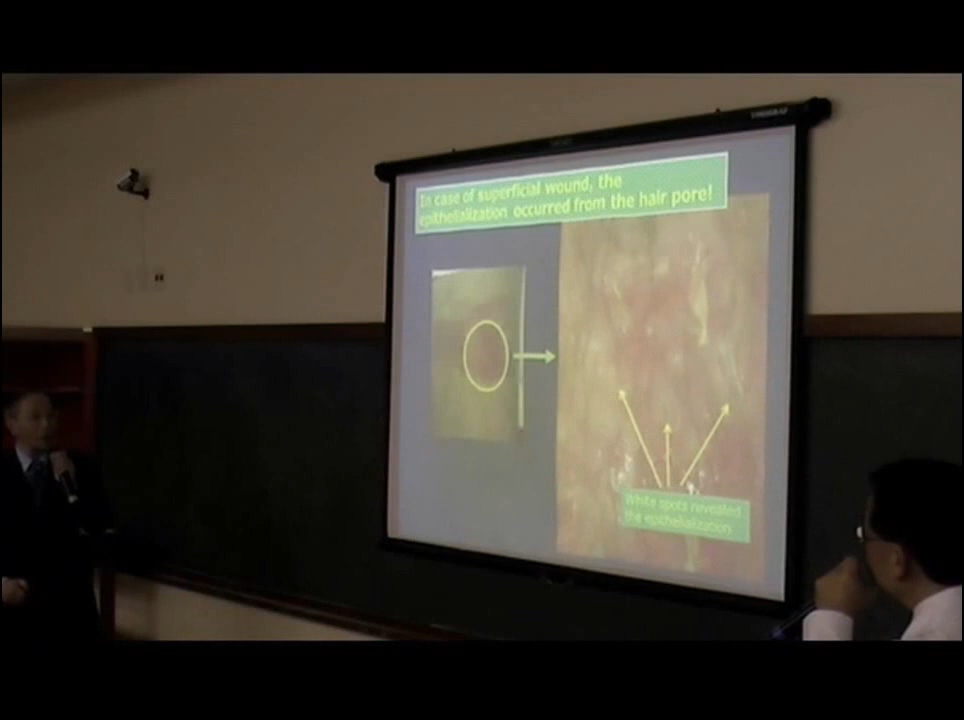 In case of superficial wound, the
epithelialization occurred from the hair pore!
White spots revealed
the epithelialization